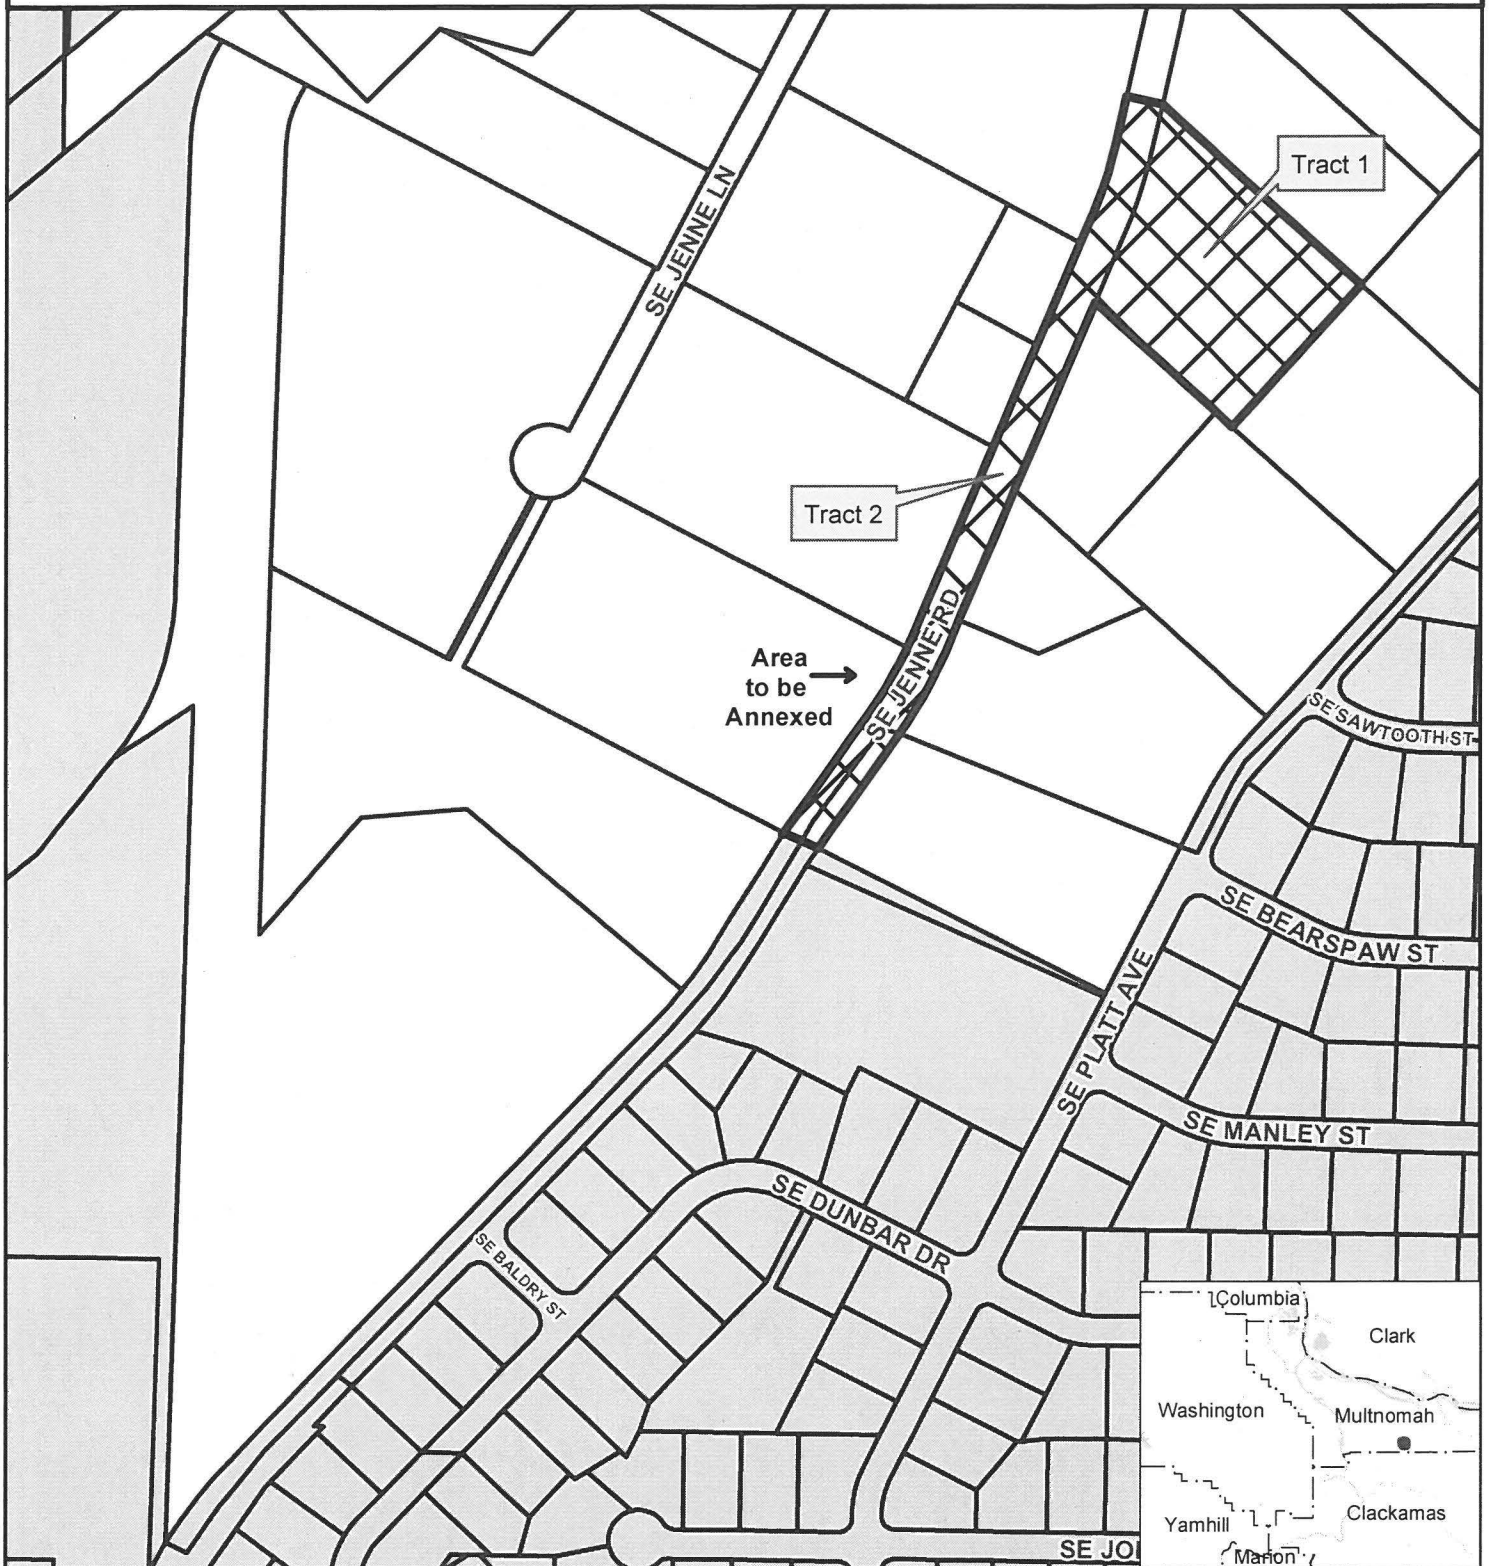 Tract 1
SE JENNE LN
Tract 2
SE JENNE RD
Area
to be
Annexed
SE SAWTOOTH ST
SE BEARSPAW ST
SE PLATT AVE
SE MANLEY ST
SE DUNBAR DR
SE BALDRY ST
Columbia
Clark
Washington
Multnomah
Clackamas
Yamhill
Marion